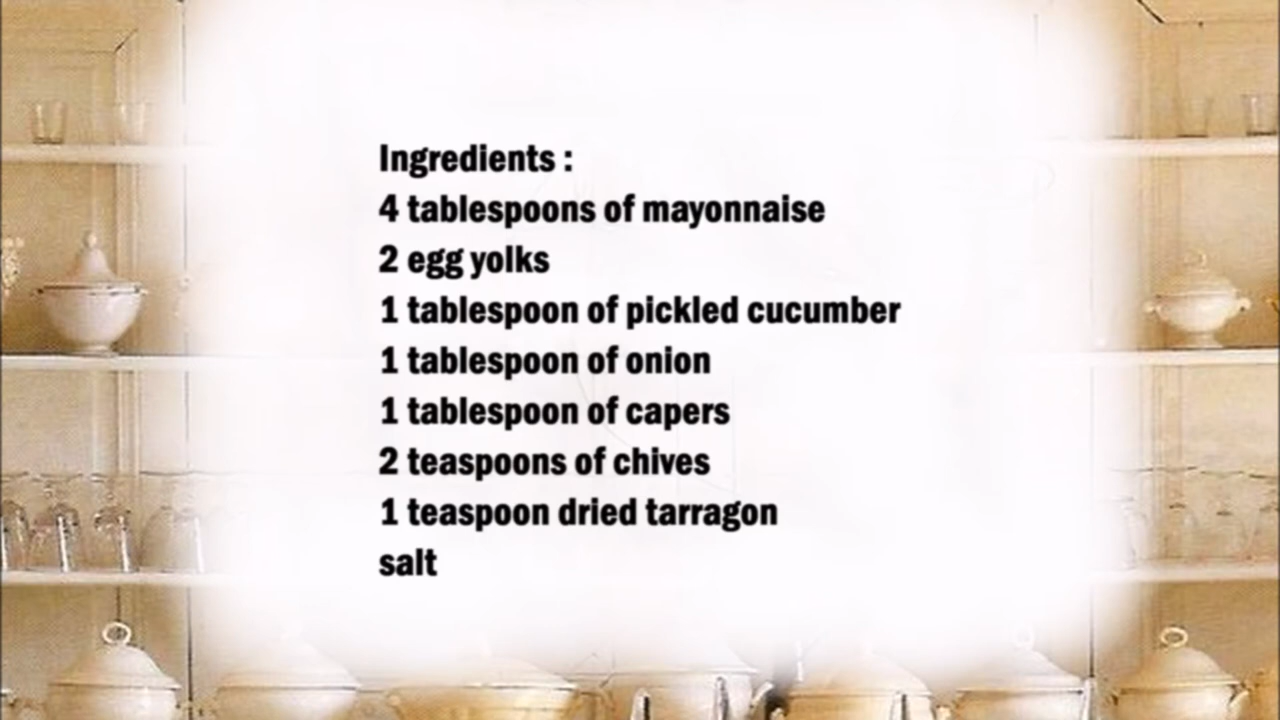 Ingredients :
4 tablespoons of mayonnaise
2 egg yolks
1 tablespoon of pickled cucumber
1 tablespoon of onion
1 tablespoon of capers
2 teaspoons of chives
1 teaspoon dried tarragon
salt